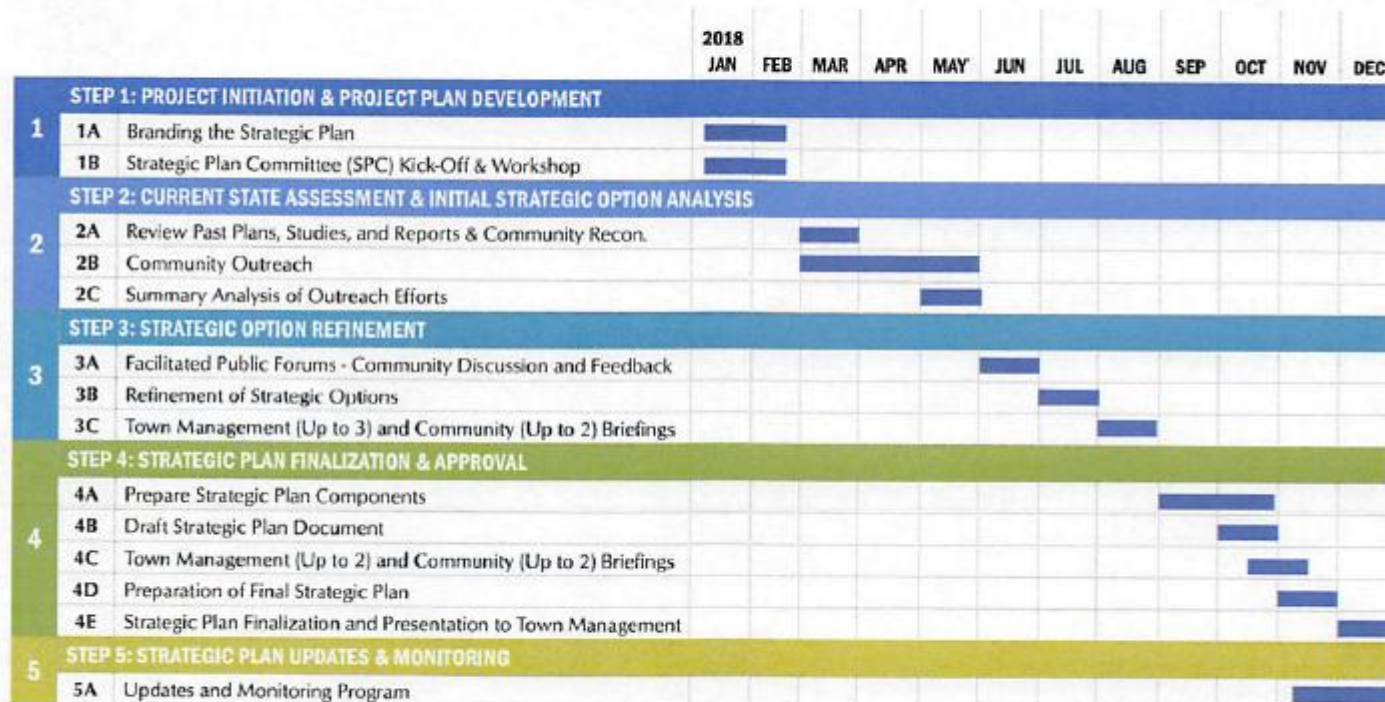 2018
JAN FEB MAR APR MAY JUN JUL AUG SEP OCT NOV DEC
STEP 1: PROJECT INITIATION & PROJECT PLAN DEVELOPMENT
1
1A Branding the Strategic Plan
1B Strategic Plan Committee (SPC) Kick-Off & Workshop
STEP 2: CURRENT STATE ASSESSMENT & INITIAL STRATEGIC OPTION ANALYSIS
2
2A Review Past Plans, Studies, and Reports & Community Recon.
2B Community Outreach
2C Summary Analysis of Outreach Efforts
STEP 3: STRATEGIC OPTION REFINEMENT
3
3A Facilitated Public Forums - Community Discussion and Feedback
3B Refinement of Strategic Options
3C Town Management (Up to 3) and Community (Up to 2) Briefings
STEP 4: STRATEGIC PLAN FINALIZATION & APPROVAL
4
4A Prepare Strategic Plan Components
4B Draft Strategic Plan Document
4C Town Management (Up to 2) and Community (Up to 2) Briefings
4D Preparation of Final Strategic Plan
4E Strategic Plan Finalization and Presentation to Town Management
STEP 5: STRATEGIC PLAN UPDATES & MONITORING
5
5A Updates and Monitoring Program